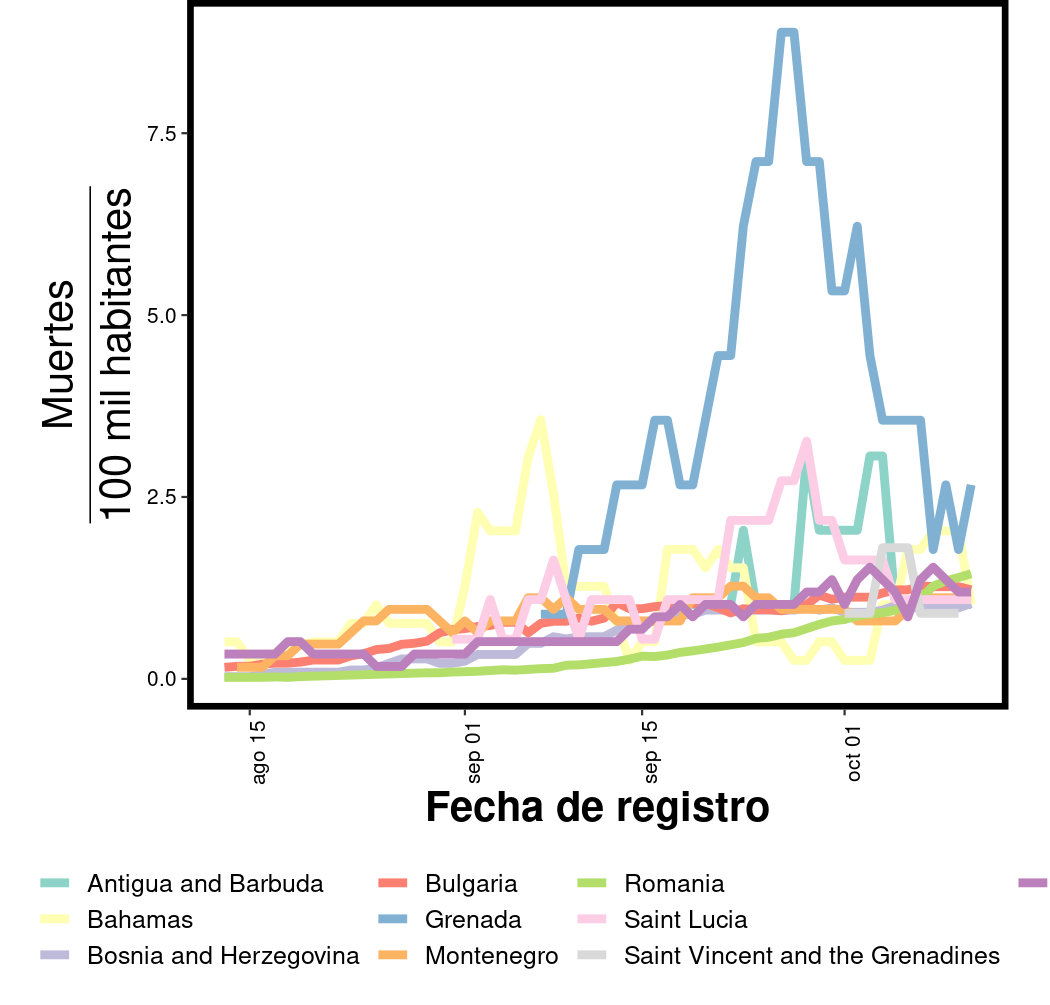 Muertes
100 mil habitantes
7.5
5.0
2.5
0.0
ago 15
sep 01
sep 15
oct 01
Fecha de registro
Antigua and Barbuda
Bulgaria
Romania
Bahamas
Grenada
Saint Lucia
Bosnia and Herzegovina
Montenegro
Saint Vincent and the Grenadines